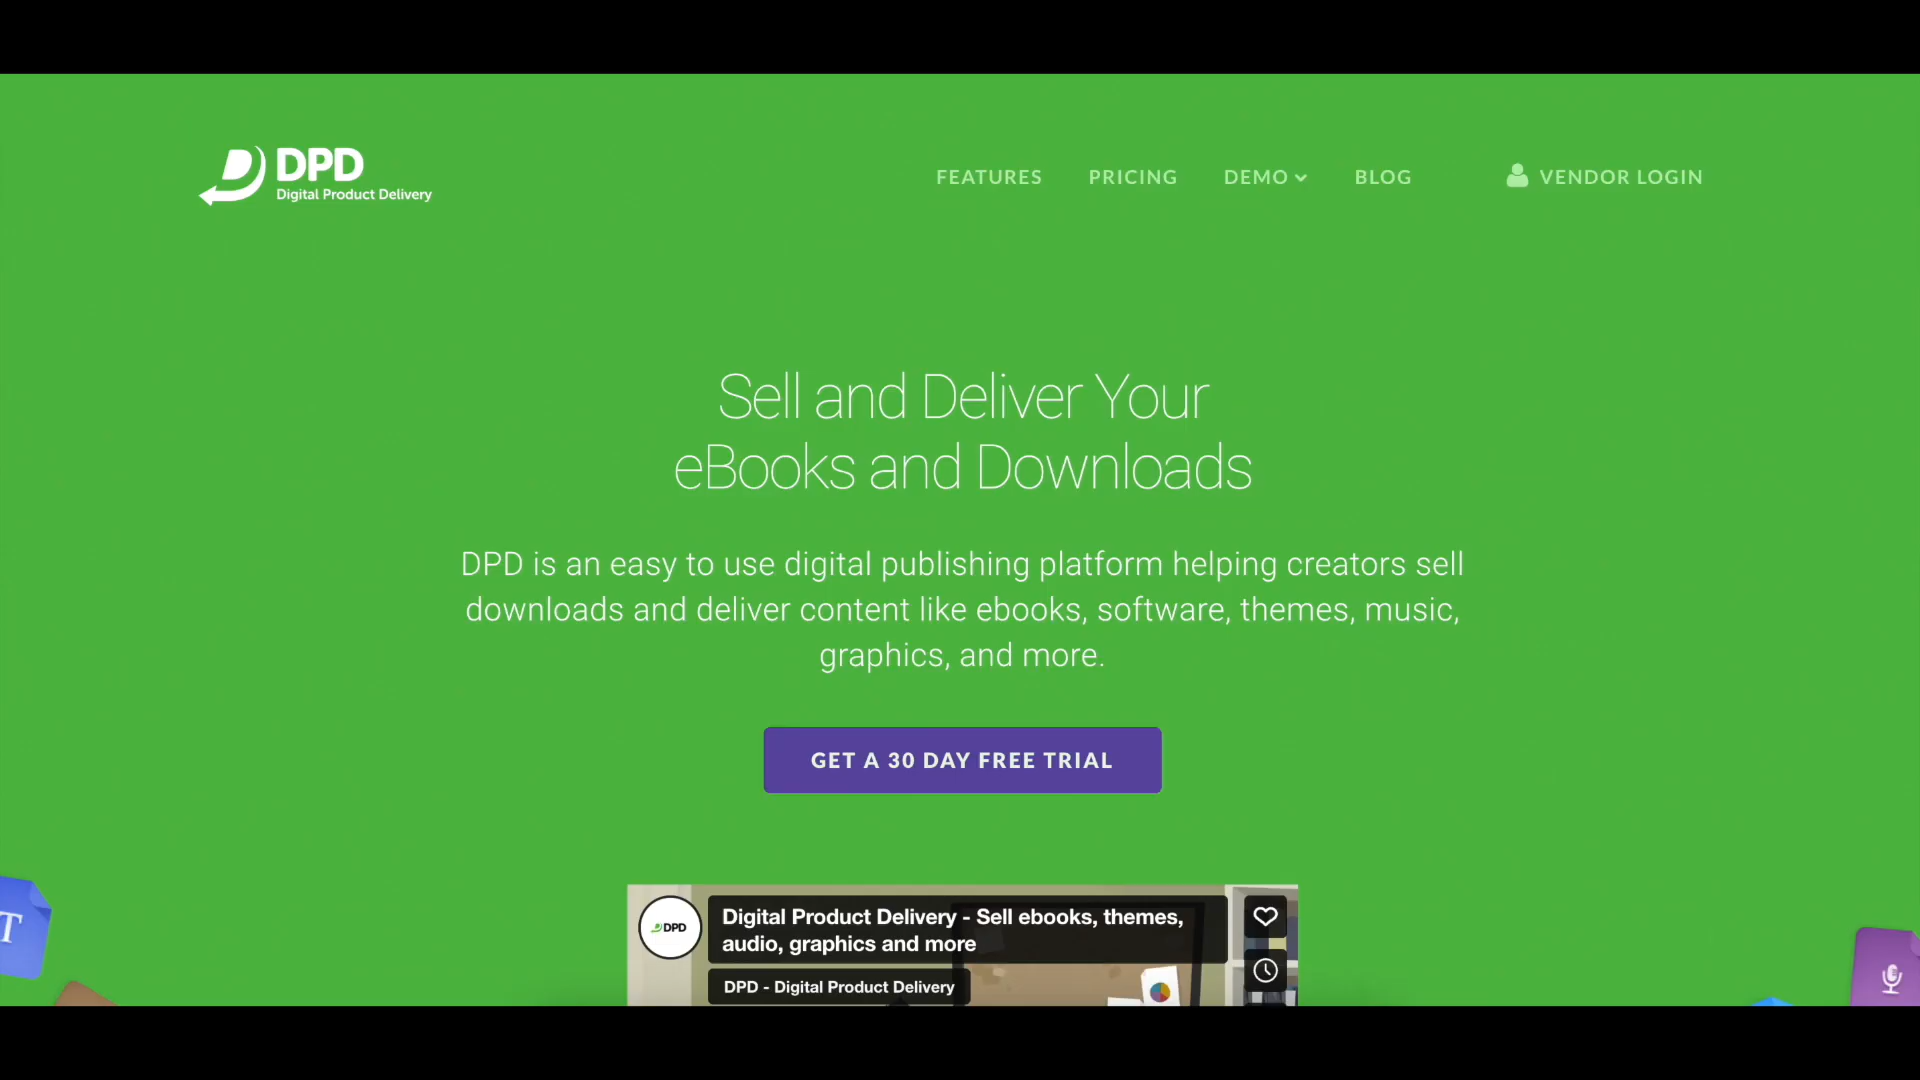 DPD
Digital Product Delivery
FEATURES
PRICING
DEMO
BLOG
VENDOR LOGIN
Sell and Deliver Your
eBooks and Downloads
DPD is an easy to use digital publishing platform helping creators sell
downloads and deliver content like ebooks, software, themes, music,
graphics, and more.
GET A 30 DAY FREE TRIAL
T
DPD
Digital Product Delivery - Sell ebooks, themes,
audio, graphics and more
DPD - Digital Product Delivery